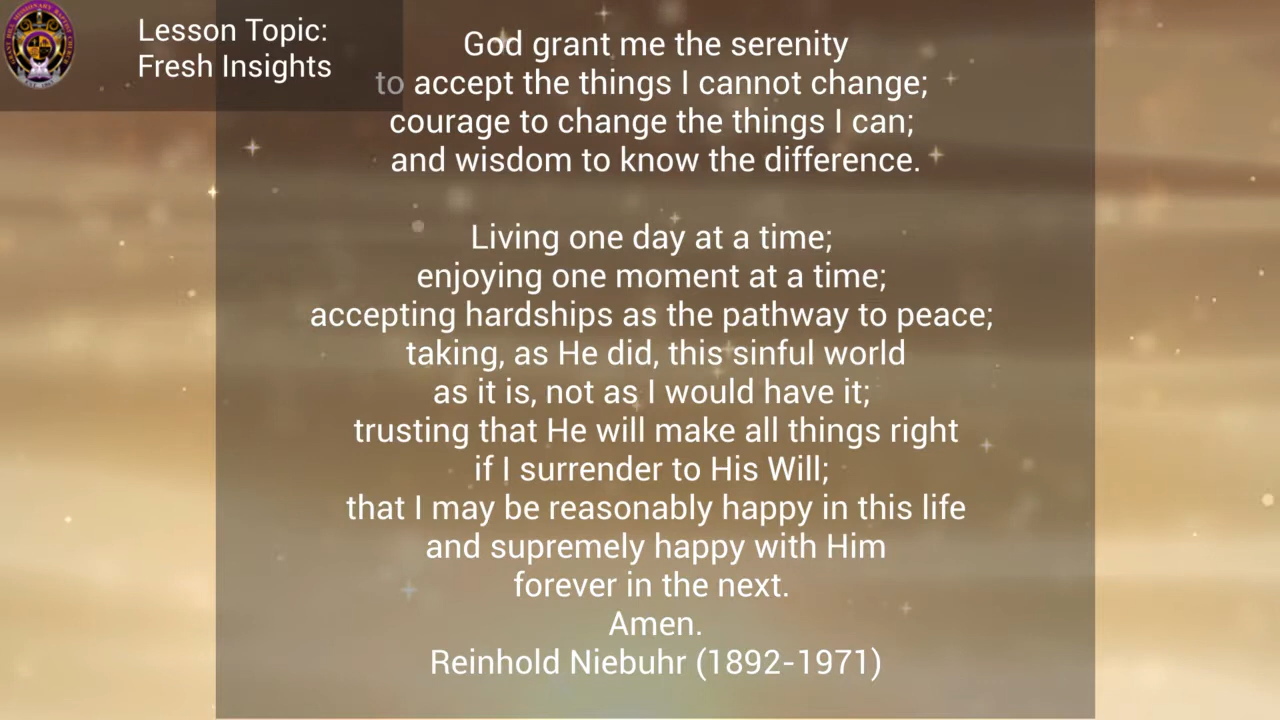 Lesson Topic:
Fresh Insights
God grant me the serenity
to accept the things I cannot change;
courage to change the things I can;
and wisdom to know the difference.
Living one day at a time;
enjoying one moment at a time;
accepting hardships as the pathway to peace;
taking, as He did, this sinful world
as it is, not as I would have it;
trusting that He will make all things right
if I surrender to His Will;
that I may be reasonably happy in this life
and supremely happy with Him
forever in the next.
Amen.
Reinhold Niebuhr (1892-1971)